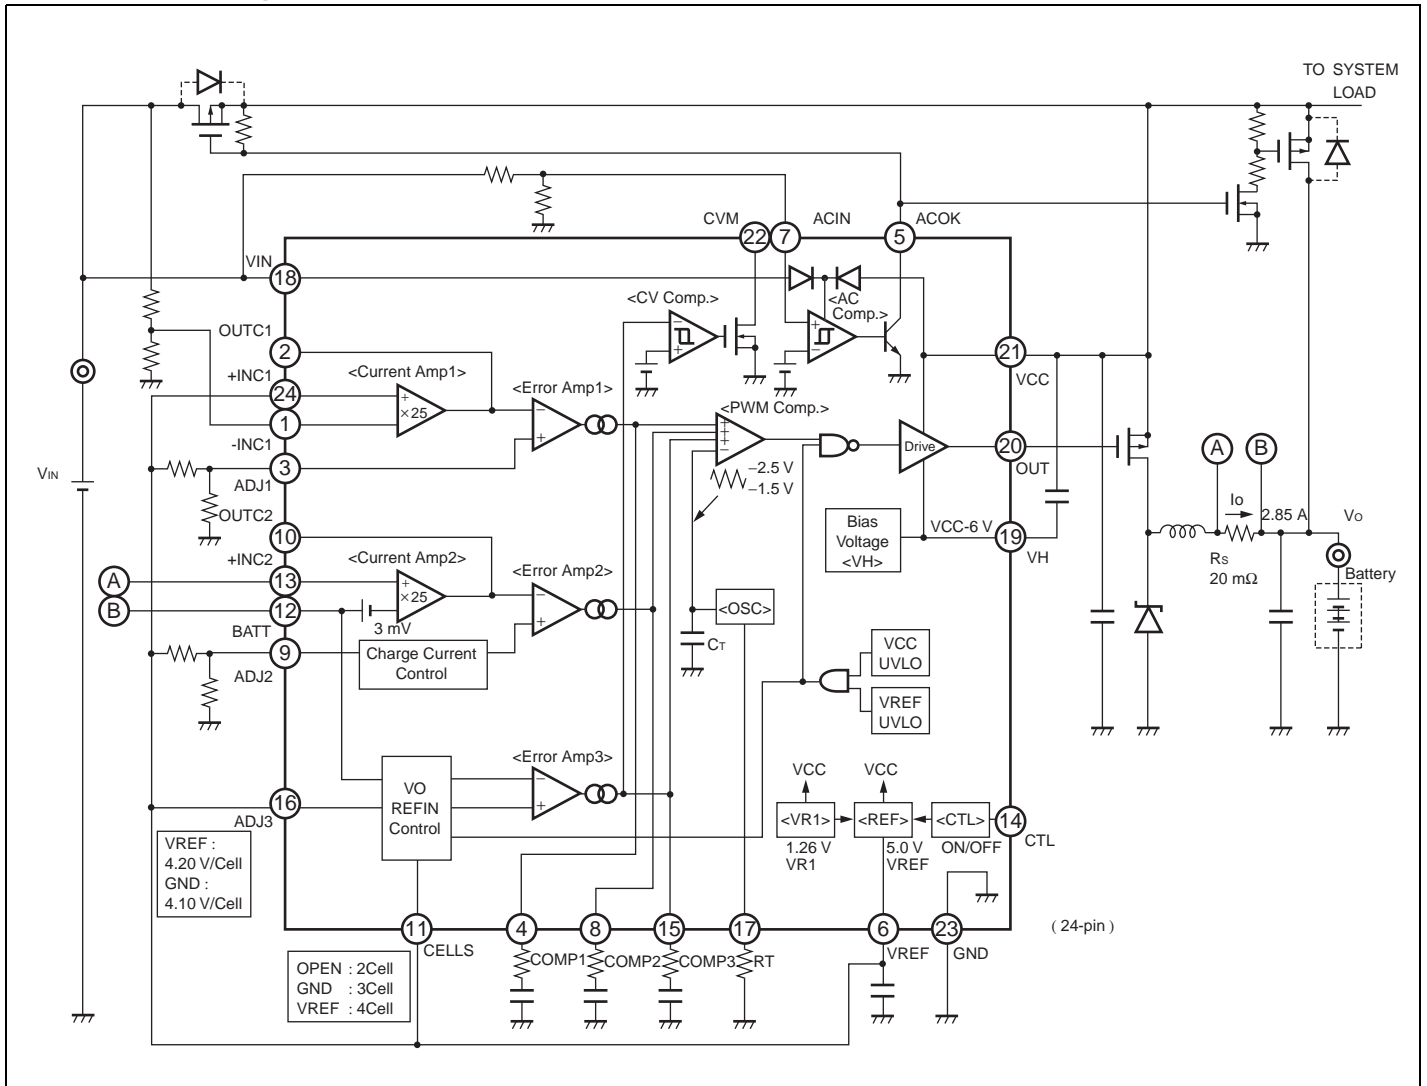 TO SYSTEM
LOAD
CVM
22
7
ACIN
5
ACOK
VIN
18
<CV Comp.>
<AC
Comp.>
−
+
+
−
OUTC1
2
21
VCC
+INC1
24
<Current Amp1>
<Error Amp1>
<PWM Comp.>
+
×25
−
+
1
-INC1
+
+
+
−
Drive
20
OUT
A
B
VIN
3
ADJ1
−2.5 V
−1.5 V
Io
2.85 A
Vo
OUTC2
10
Bias
Voltage
<VH>
VCC-6 V
19
VH
RS
20 mΩ
Battery
+INC2
<Current Amp2>
<Error Amp2>
A
13
+
×25
−
+
B
12
3 mV
<OSC>
BATT
9
Charge Current
Control
CT
VCC
UVLO
ADJ2
VREF
UVLO
<Error Amp3>
−
+
VO
REFIN
Control
VCC
VCC
16
ADJ3
<VR1>
<REF>
<CTL>
14
CTL
1.26 V
VR1
5.0 V
VREF
ON/OFF
VREF :
4.20 V/Cell
GND :
4.10 V/Cell
11
4
8
15
17
6
23
( 24-pin )
CELLS
COMP1
COMP2
COMP3
RT
VREF
GND
OPEN : 2Cell
GND : 3Cell
VREF : 4Cell